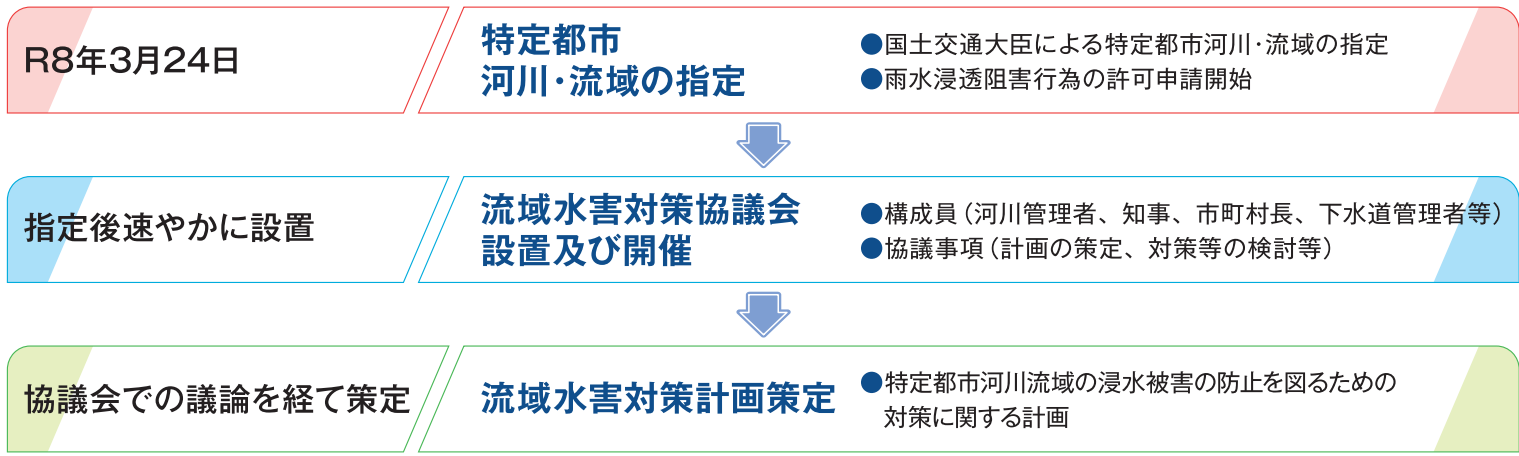 R8年3月24日
特定都市
河川・流域の指定
●国土交通大臣による特定都市河川・流域の指定
●雨水浸透阻害行為の許可申請開始
指定後速やかに設置
流域水害対策協議会
設置及び開催
●構成員（河川管理者、知事、市町村長、下水道管理者等）
●協議事項（計画の策定、対策等の検討等）
協議会での議論を経て策定
流域水害対策計画策定
●特定都市河川流域の浸水被害の防止を図るための
対策に関する計画